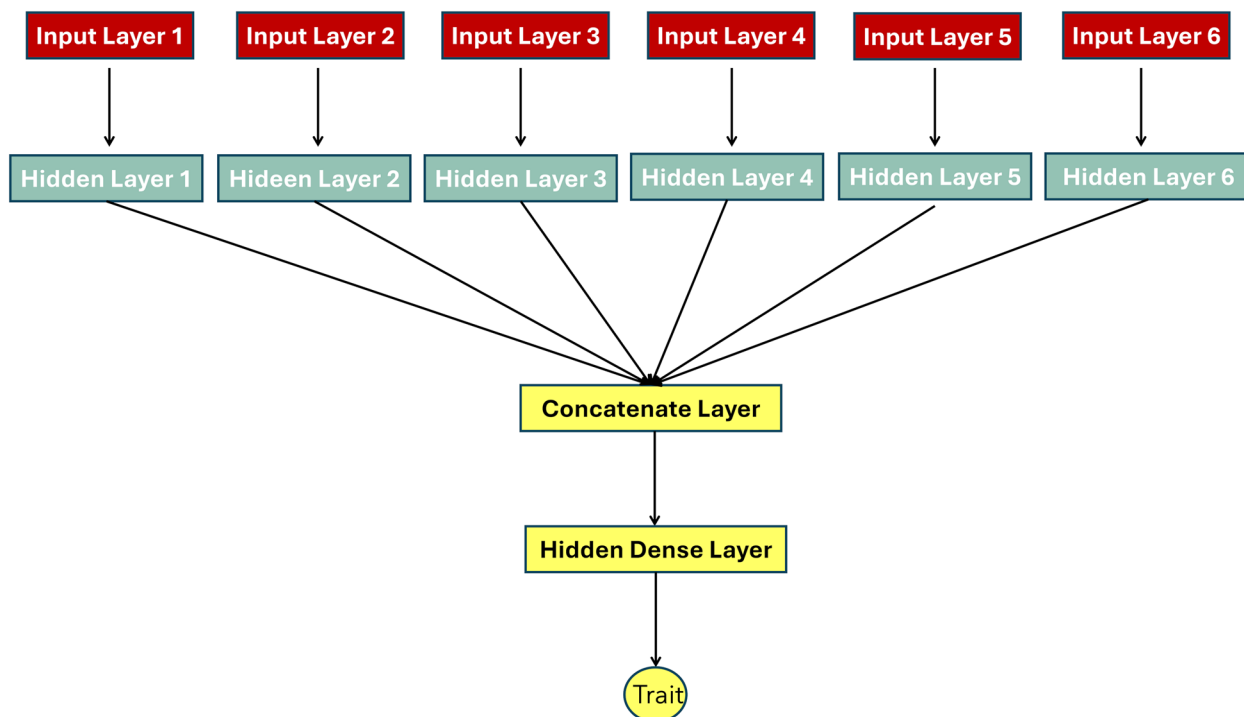 Input Layer 1
Input Layer 2
Input Layer 3
Input Layer 4
Input Layer 5
Input Layer 6
Hidden Layer 1
Hideen Layer 2
Hidden Layer 3
Hidden Layer 4
Hidden Layer 5
Hidden Layer 6
Concatenate Layer
Hidden Dense Layer
Trait